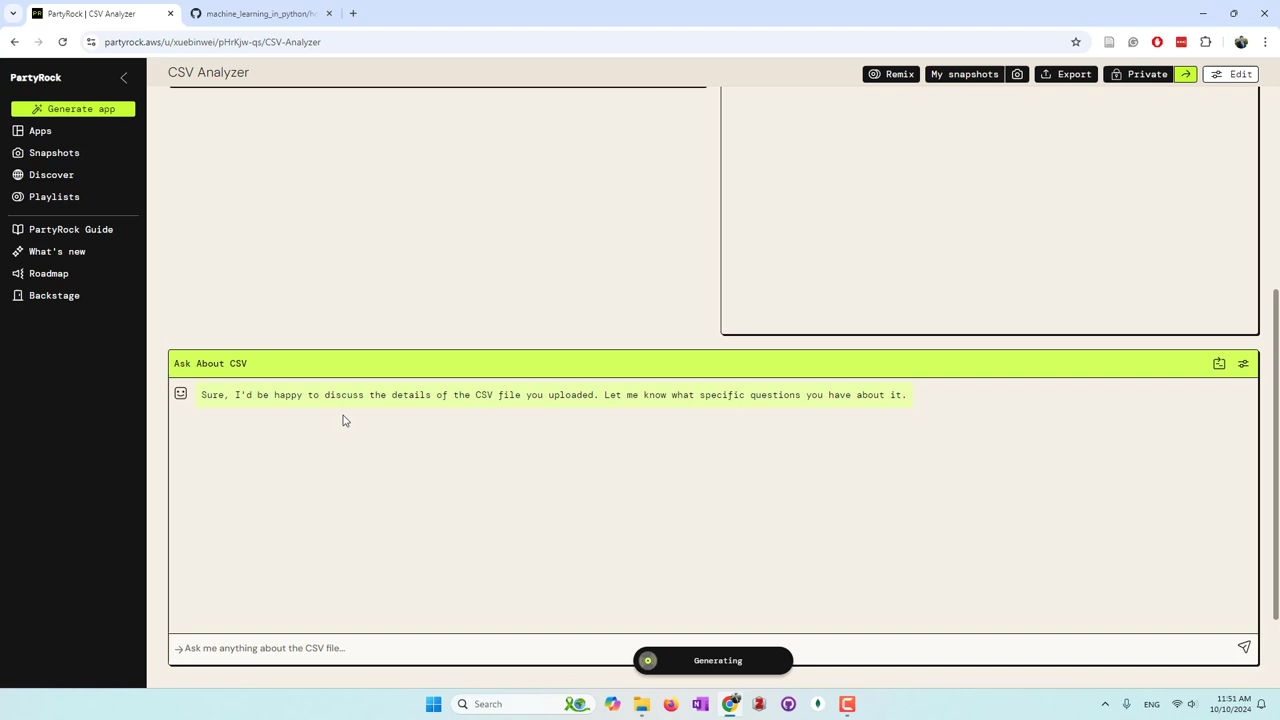 PartyRock | CSV Analyzer
machine_learning_in_python/h
partyrock.aws/u/xuebinwei/pHrKjw-qs/CSV-Analyzer
PartyRock
CSV Analyzer
Remix
My snapshots
Export
Private
Edit
Generate app
Apps
Snapshots
Discover
Playlists
PartyRock Guide
What's new
Roadmap
Backstage
Ask About CSV
Sure, I'd be happy to discuss the details of the CSV file you uploaded. Let me know what specific questions you have about it.
Ask me anything about the CSV file...
Generating
Search
ENG
11:51 AM
10/10/2024